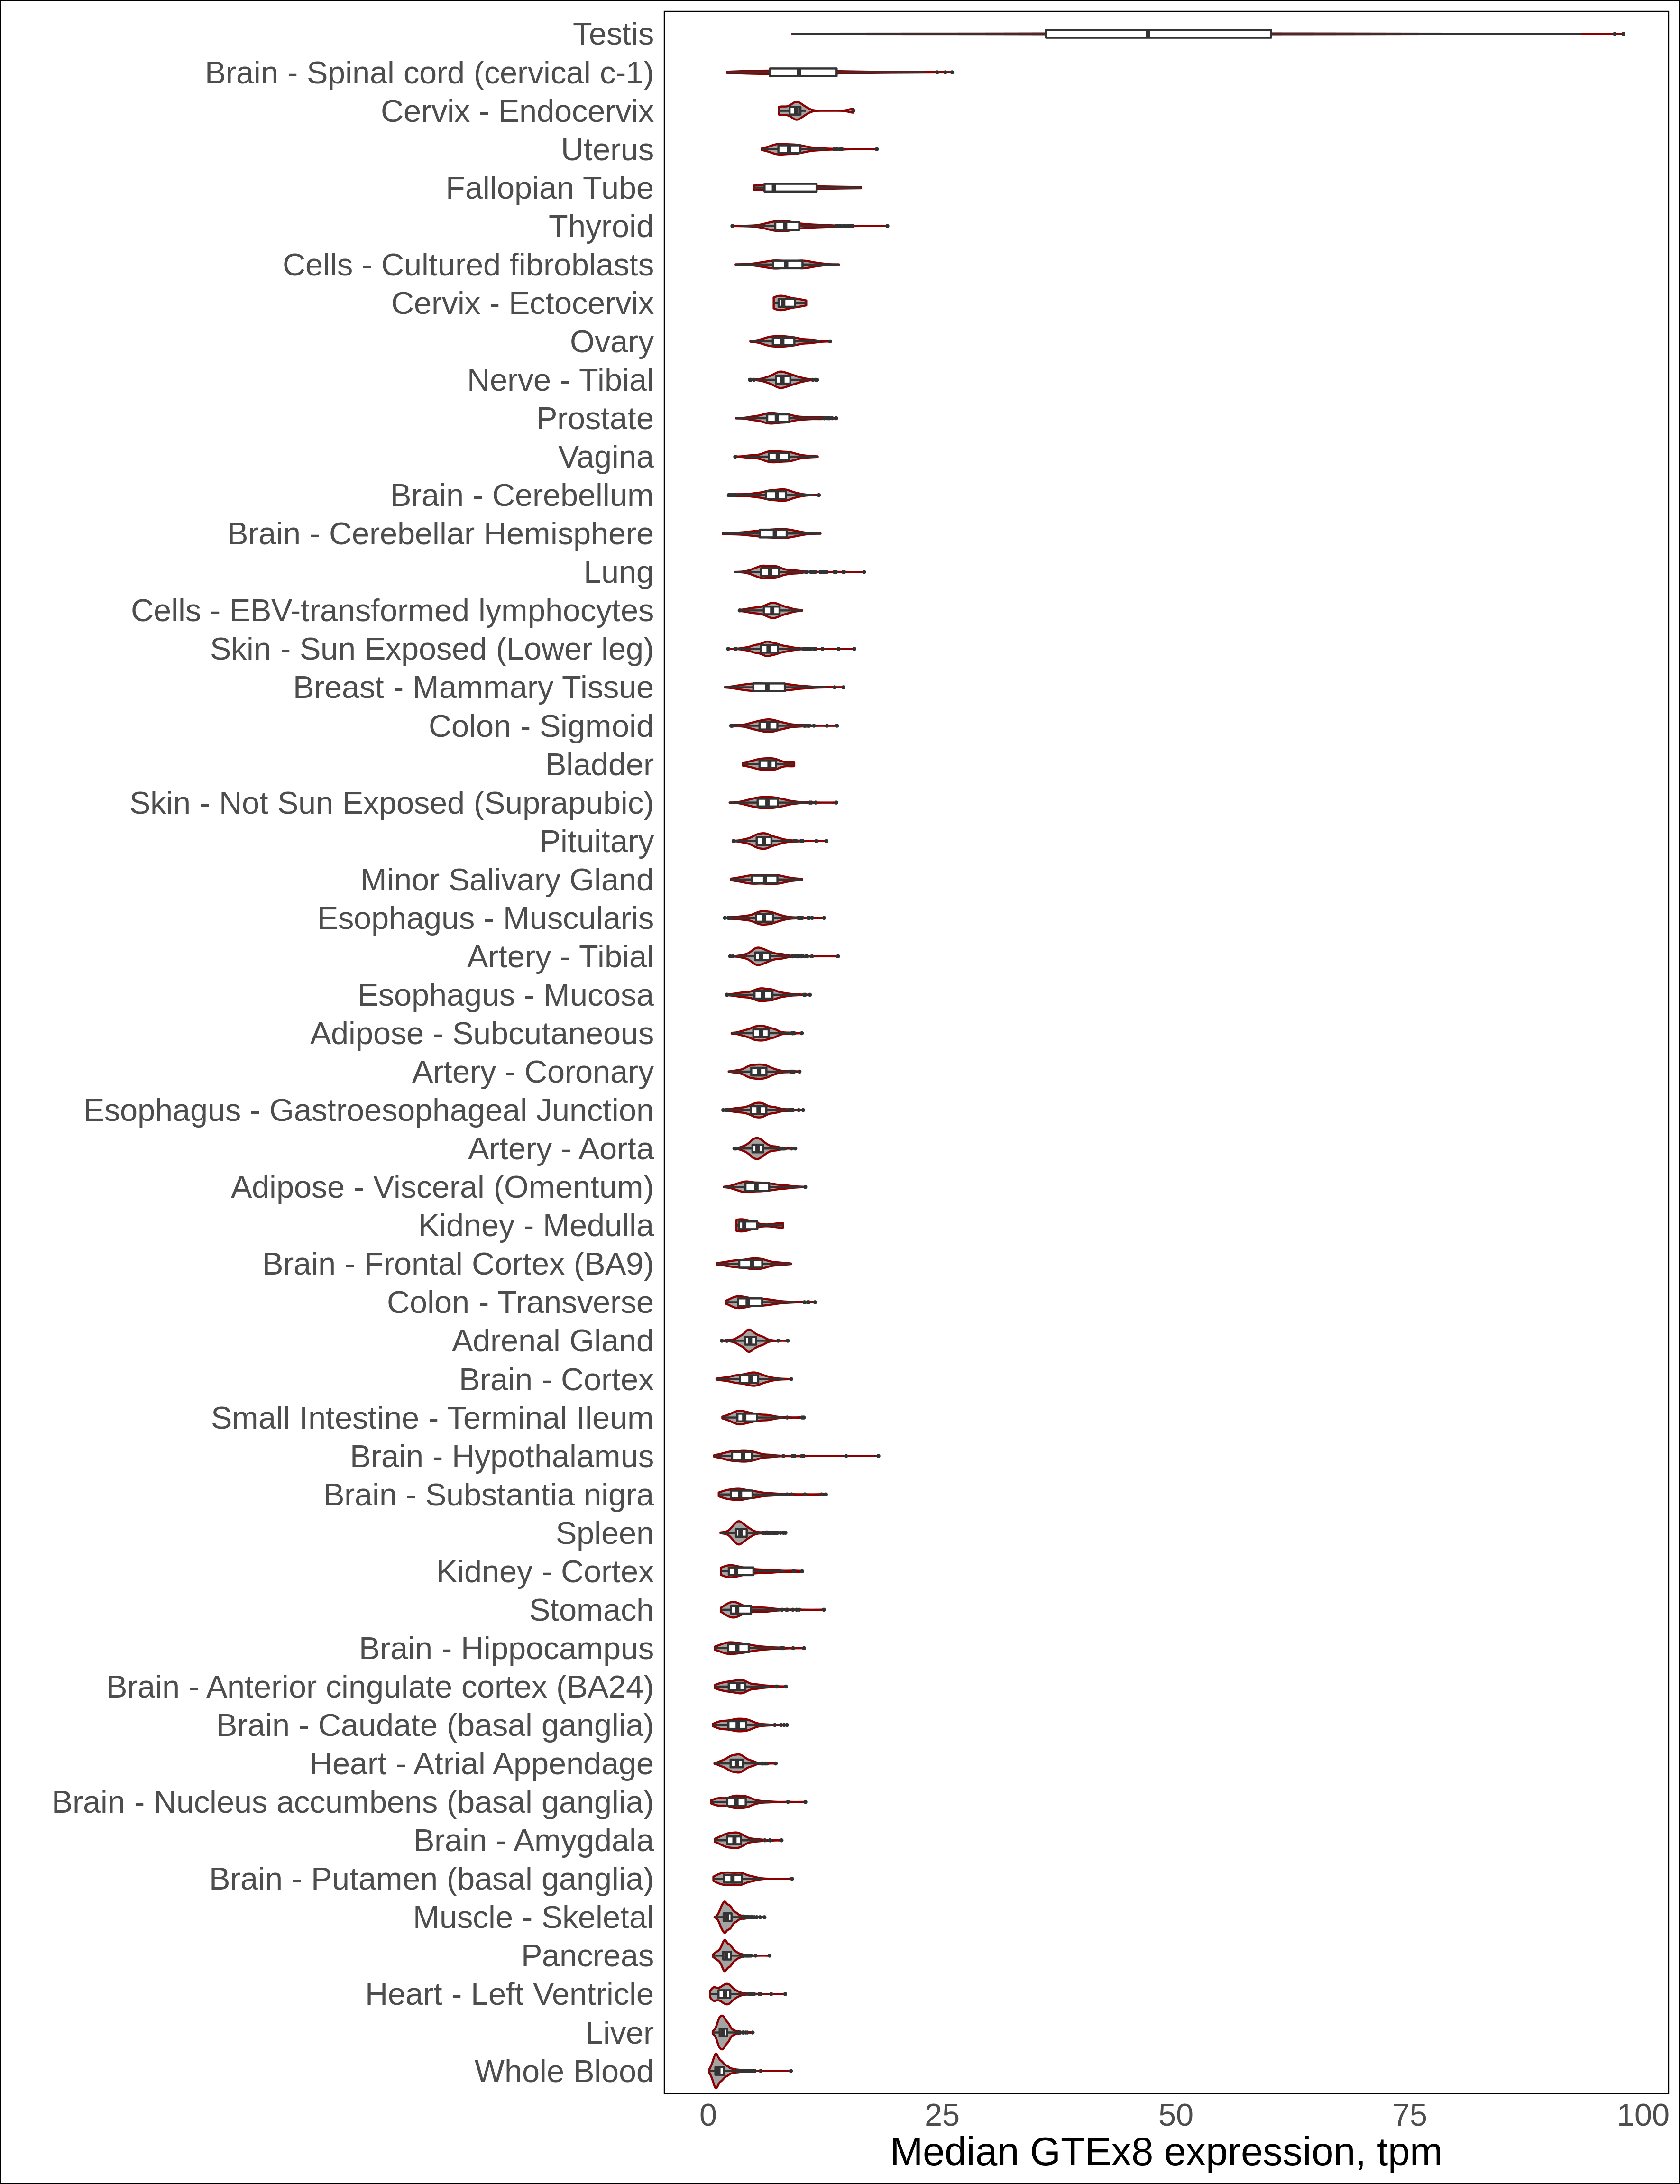 Testis
Brain - Spinal cord (cervical c-1)
Cervix - Endocervix
Uterus
Fallopian Tube
Thyroid
Cells - Cultured fibroblasts
Cervix - Ectocervix
Ovary
Nerve - Tibial
Prostate
Vagina
Brain - Cerebellum
Brain - Cerebellar Hemisphere
Lung
Cells - EBV-transformed lymphocytes
Skin - Sun Exposed (Lower leg)
Breast - Mammary Tissue
Colon - Sigmoid
Bladder
Skin - Not Sun Exposed (Suprapubic)
Pituitary
Minor Salivary Gland
Esophagus - Muscularis
Artery - Tibial
Esophagus - Mucosa
Adipose - Subcutaneous
Artery - Coronary
Esophagus - Gastroesophageal Junction
Artery - Aorta
Adipose - Visceral (Omentum)
Kidney - Medulla
Brain - Frontal Cortex (BA9)
Colon - Transverse
Adrenal Gland
Brain - Cortex
Small Intestine - Terminal Ileum
Brain - Hypothalamus
Brain - Substantia nigra
Spleen
Kidney - Cortex
Stomach
Brain - Hippocampus
Brain - Anterior cingulate cortex (BA24)
Brain - Caudate (basal ganglia)
Heart - Atrial Appendage
Brain - Nucleus accumbens (basal ganglia)
Brain - Amygdala
Brain - Putamen (basal ganglia)
Muscle - Skeletal
Pancreas
Heart - Left Ventricle
Liver
Whole Blood
0 25 50 75 100
Median GTEx8 expression, tpm